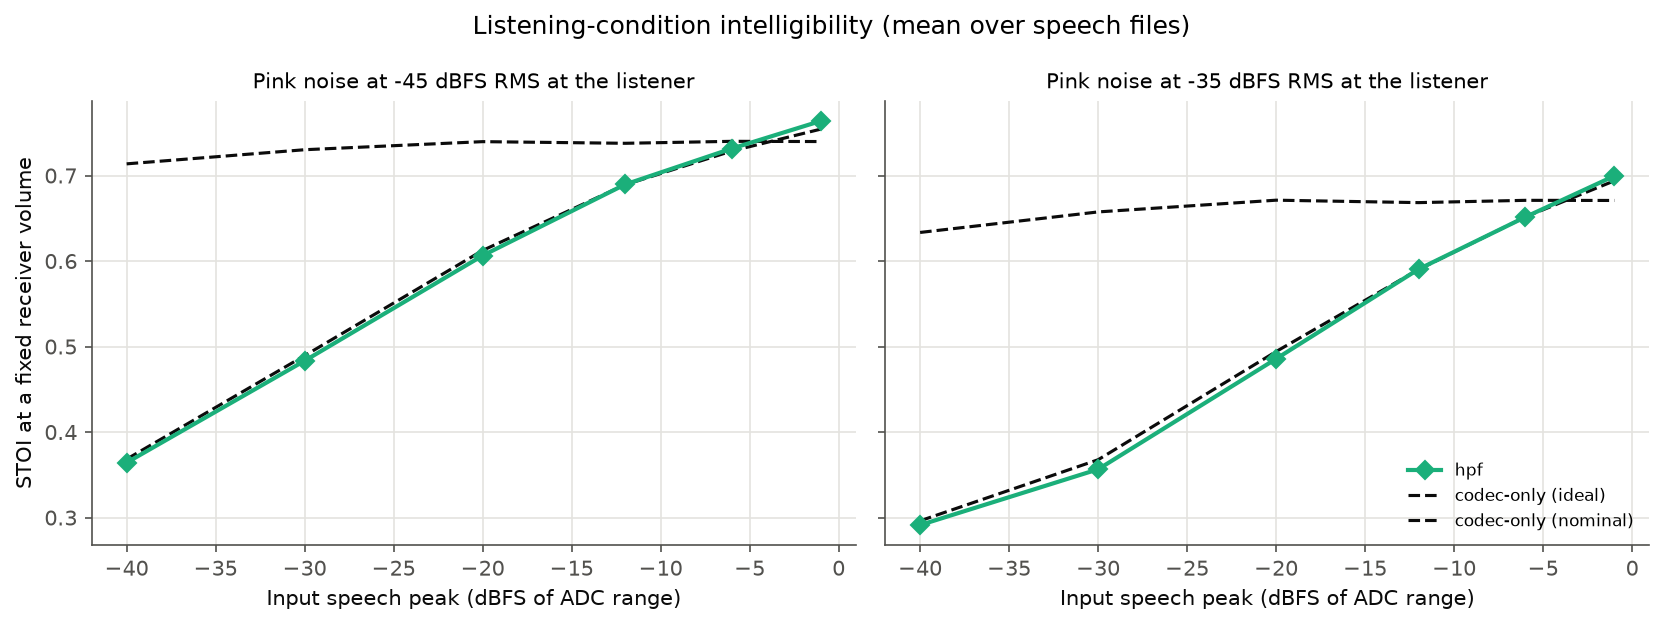 Listening-condition intelligibility (mean over speech files)
Pink noise at -45 dBFS RMS at the listener
Pink noise at -35 dBFS RMS at the listener
STOI at a fixed receiver volume
0.7
0.6
0.5
0.4
0.3
−40 −35 −30 −25 −20 −15 −10 −5 0
Input speech peak (dBFS of ADC range)
hpf
codec-only (ideal)
codec-only (nominal)
−40 −35 −30 −25 −20 −15 −10 −5 0
Input speech peak (dBFS of ADC range)